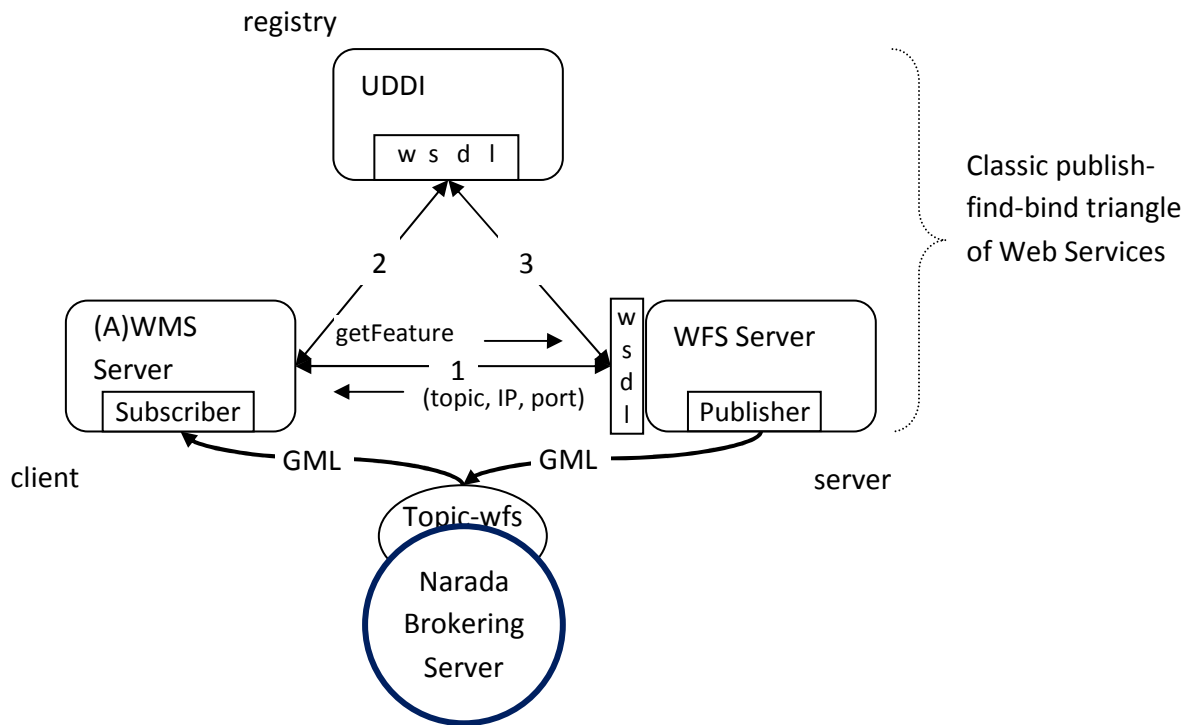 registry
UDDI
w s d l
Classic publish-
find-bind triangle
of Web Services
2
3
(A)WMS
Server
Subscriber
getFeature
1
(topic, IP, port)
w
s
d
l
WFS Server
Publisher
client
GML
GML
server
Topic-wfs
Narada
Brokering
Server